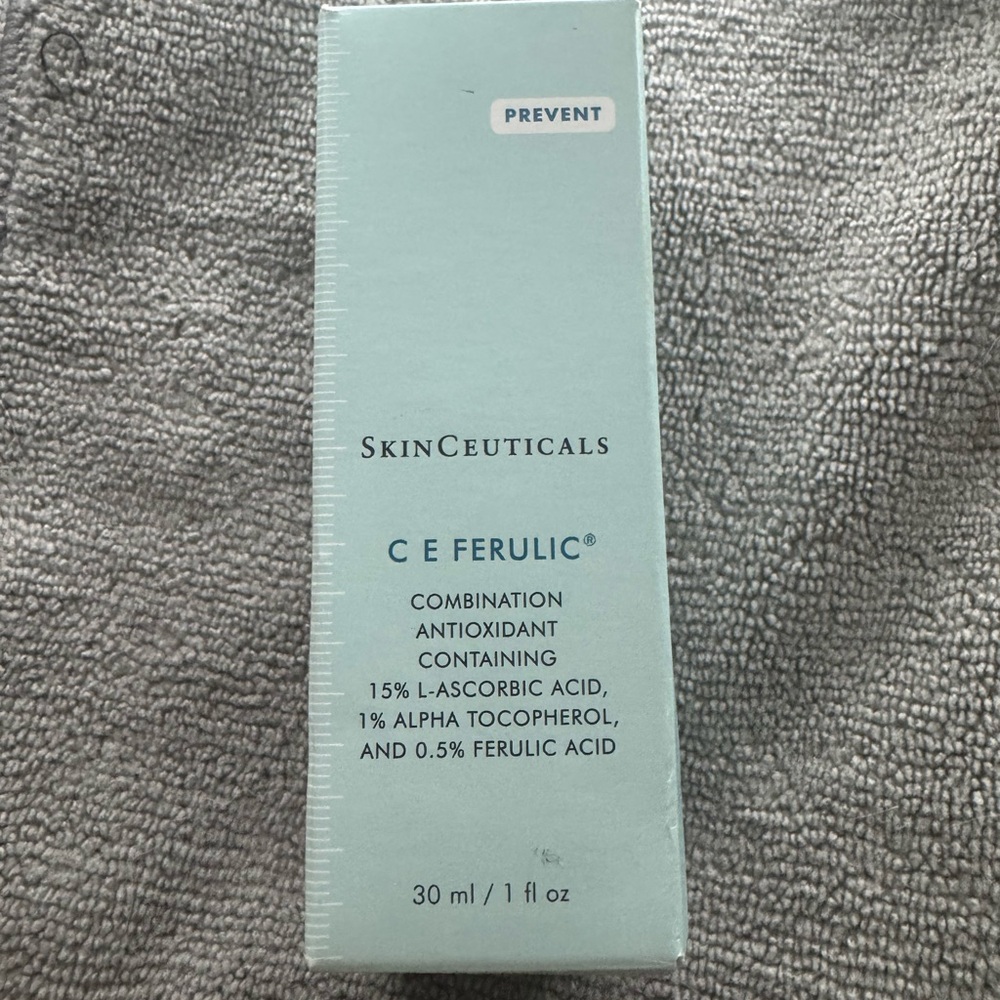 PREVENT
SKINCEUTICALS
C E FERULIC®
COMBINATION
ANTIOXIDANT
CONTAINING
15% L-ASCORBIC ACID,
1% ALPHA TOCOPHEROL,
AND 0.5% FERULIC ACID
30 ml / 1 fl oz